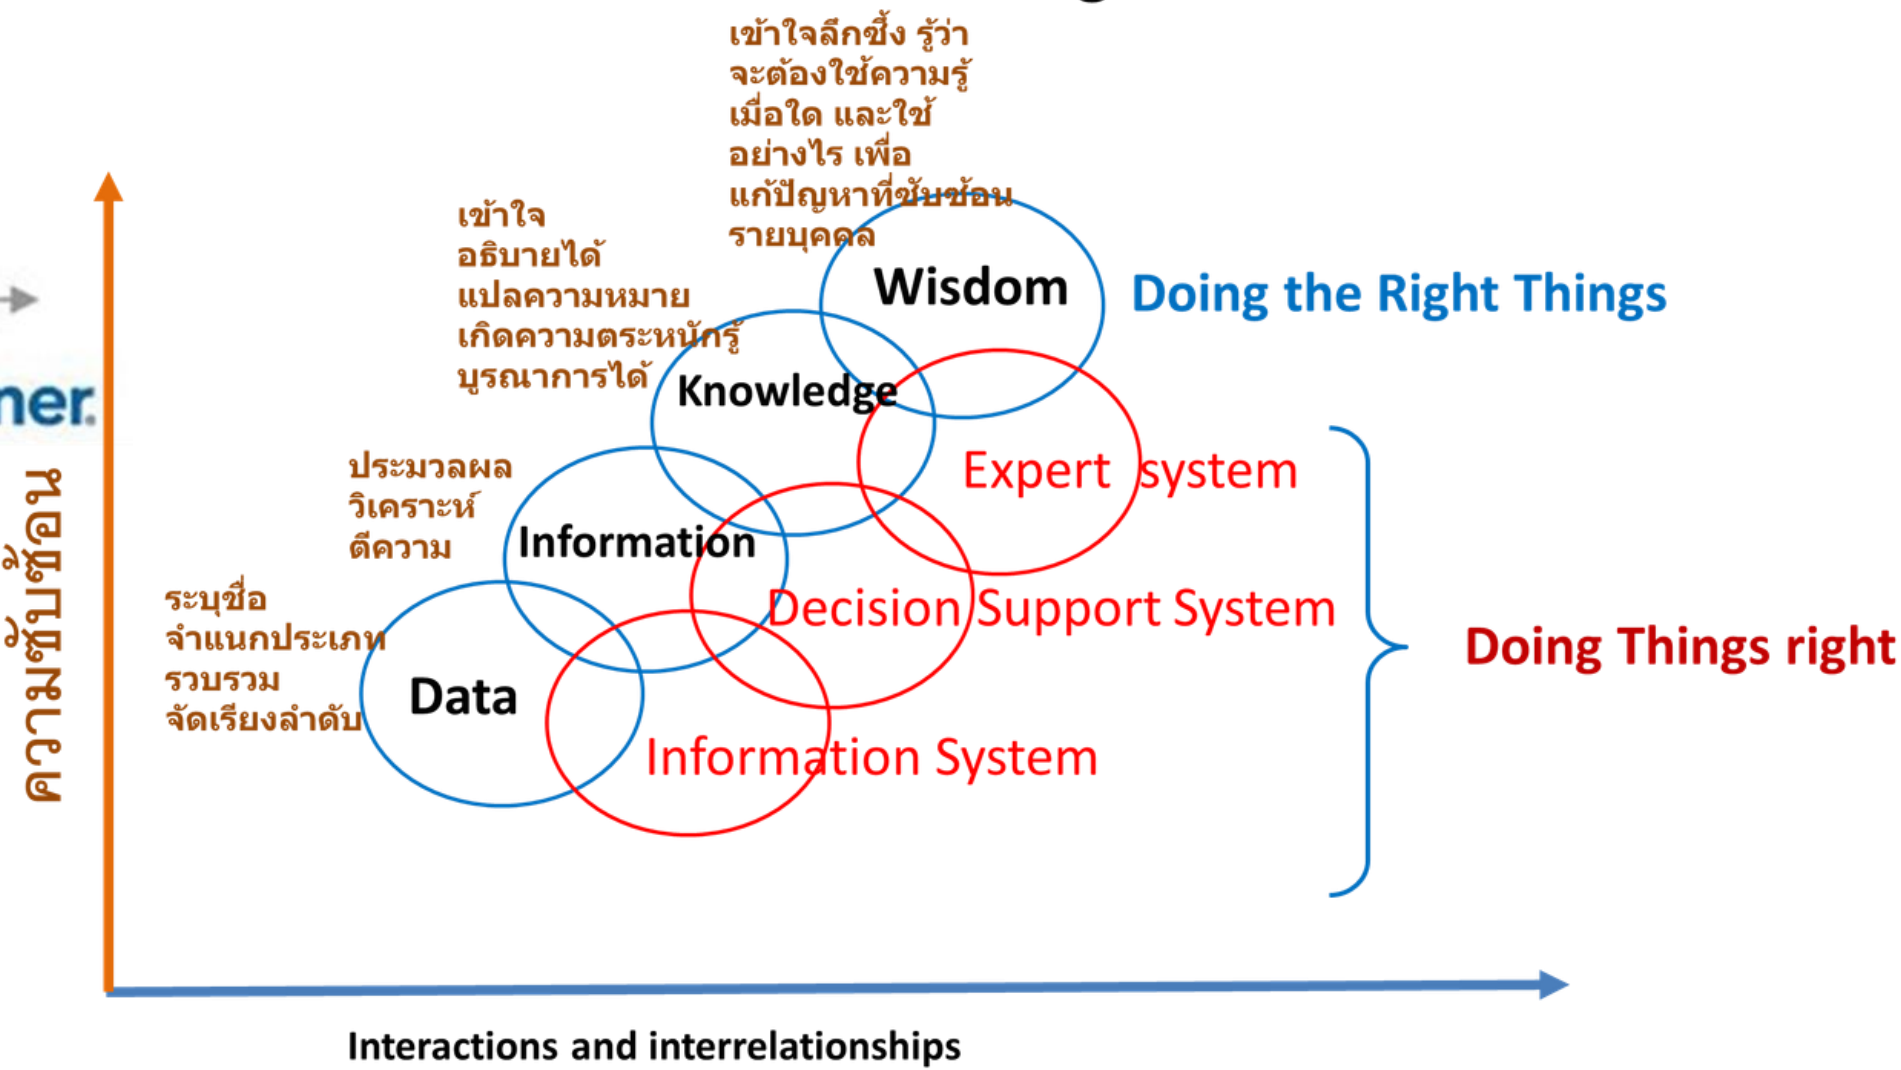 เข้าใจลึกซึ้ง รู้ว่า
จะต้องใช้ความรู้
เมื่อใด และใช้
อย่างไร เพื่อ
แก้ปัญหาที่ซับซ้อน
รายบุคคล
เข้าใจ
อธิบายได้
แปลความหมาย
เกิดความตระหนักรู้
บูรณาการได้
Wisdom
Doing the Right Things
Knowledge
ner.
ประมวลผล
วิเคราะห์
ตีความ
Expert system
Information
ความซับซ้อน
ระบุชื่อ
จำแนกประเภท
รวบรวม
จัดเรียงลำดับ
Decision Support System
Doing Things right
Data
Information System
Interactions and interrelationships